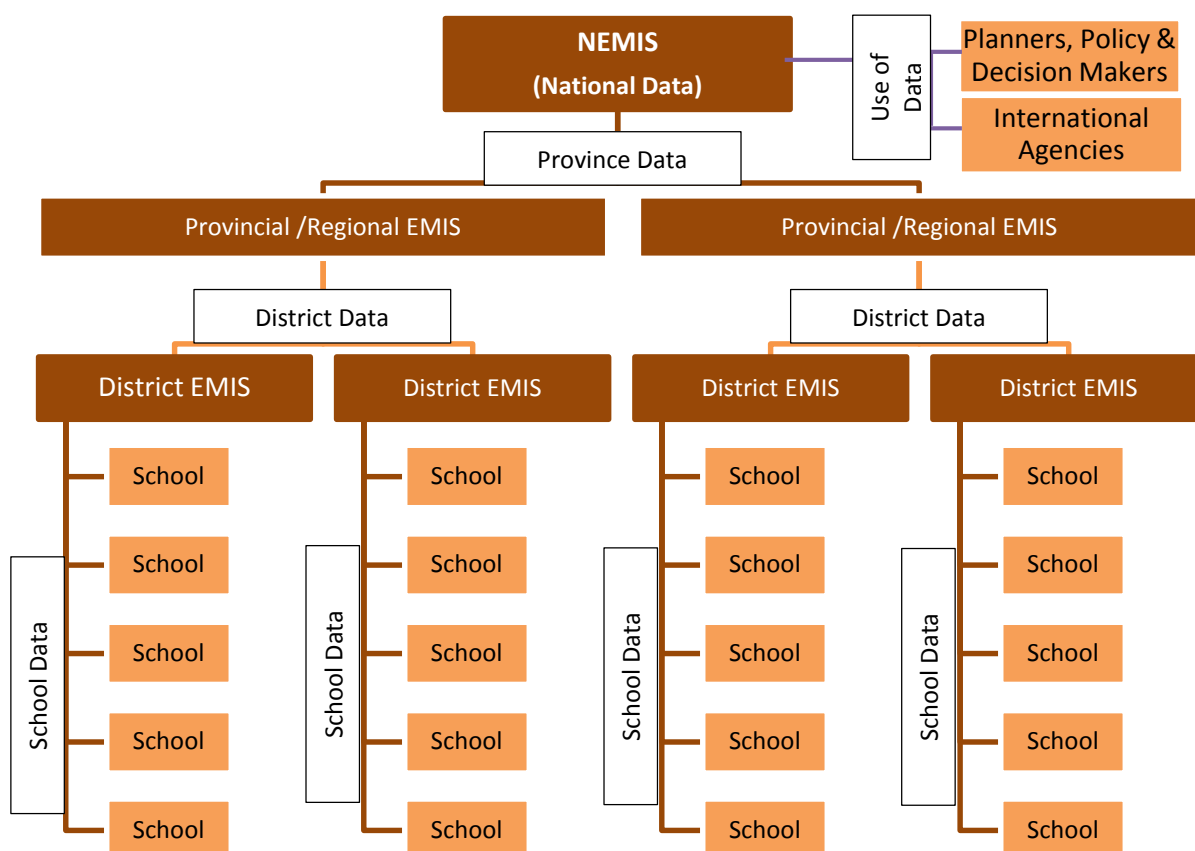 NEMIS
(National Data)
Use of
Data
Planners, Policy &
Decision Makers
International
Agencies
Province Data
Provincial /Regional EMIS
Provincial /Regional EMIS
District Data
District Data
District EMIS
District EMIS
District EMIS
District EMIS
School Data
School
School
School
School
School
School Data
School
School
School
School
School
School Data
School
School
School
School
School
School Data
School
School
School
School
School